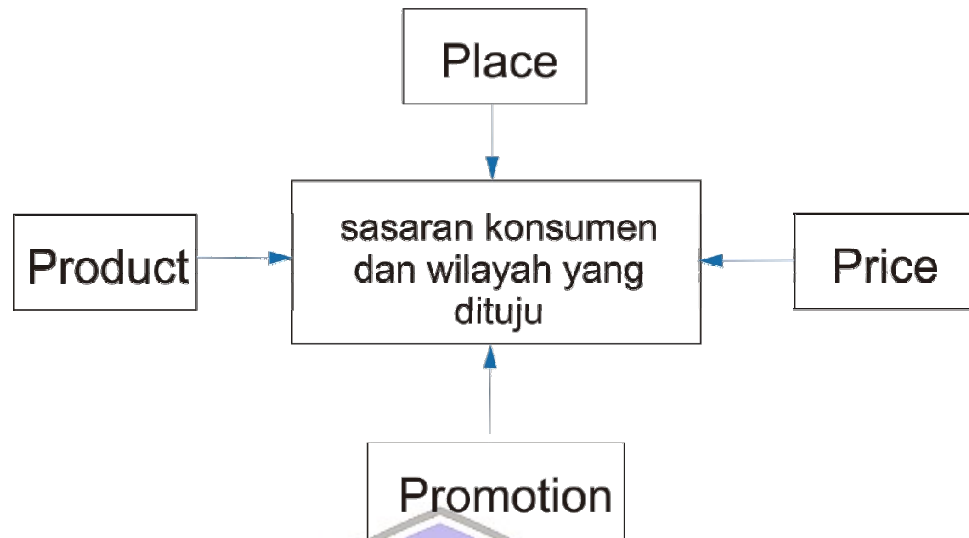 Place
sasaran konsumen
dan wilayah yang
dituju
Product
Price
Promotion